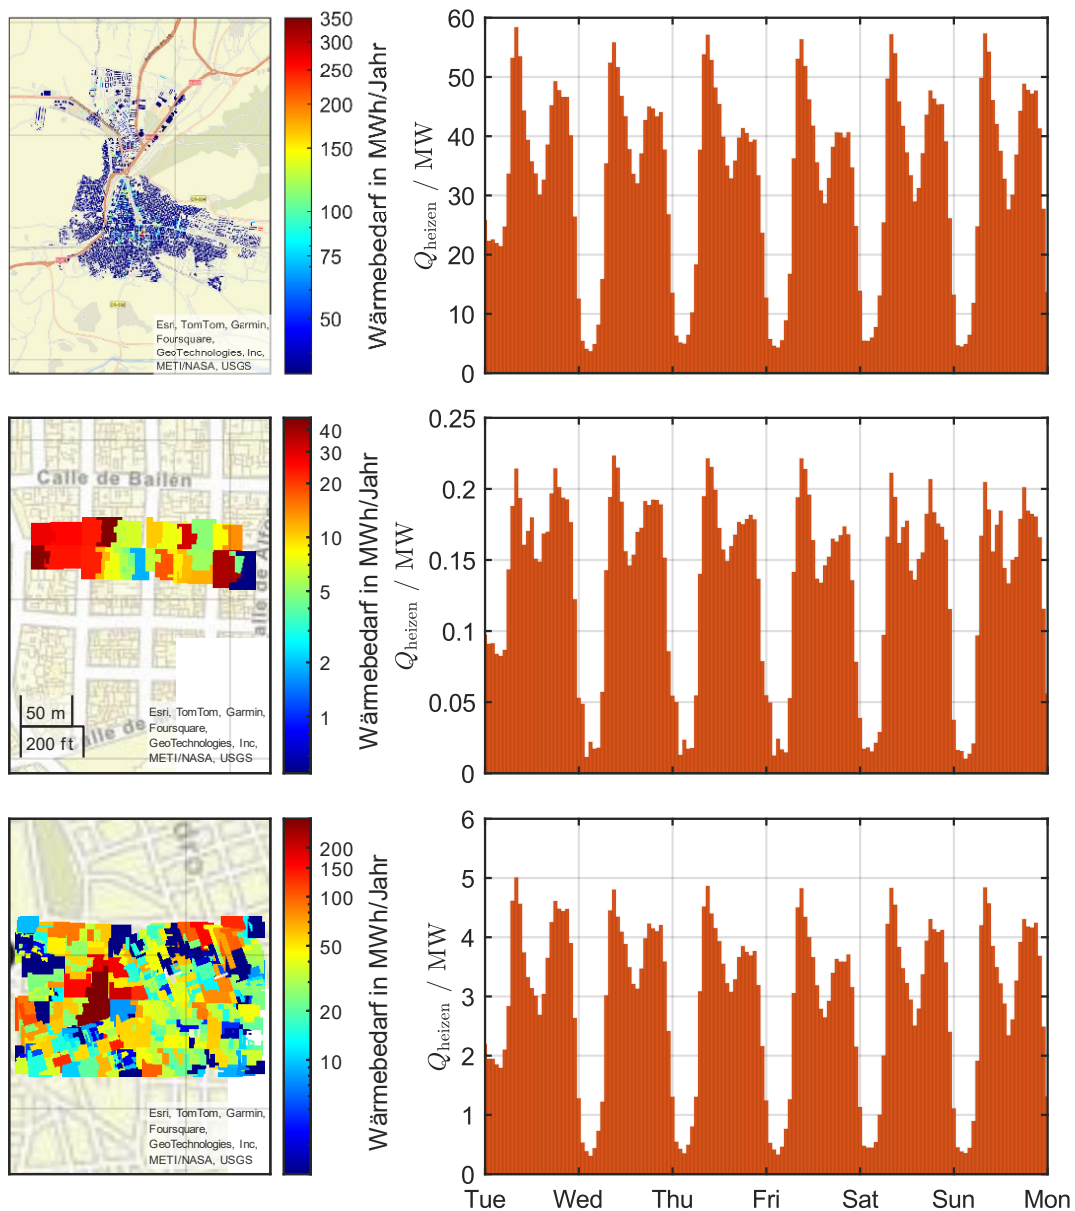 350
300
250
200
150
100
75
50
Wärmebedarf in MWh/Jahr
Esri, TomTom, Garmin,
Foursquare,
GeoTechnologies, Inc,
METI/NASA, USGS
60
50
40
30
20
10
0
Qheizen / MW
Calle de Bailén
50 m
200 ft
alle de
alle de Alfo
Esri, TomTom, Garmin,
Foursquare,
GeoTechnologies, Inc,
METI/NASA, USGS
40
30
20
10
5
2
1
Wärmebedarf in MWh/Jahr
0.25
0.2
0.15
0.1
0.05
0
Qheizen / MW
Esri, TomTom, Garmin,
Foursquare,
GeoTechnologies, Inc,
METI/NASA, USGS
200
150
100
50
20
10
Wärmebedarf in MWh/Jahr
6
5
4
3
2
1
0
Qheizen / MW
Tue Wed Thu Fri Sat Sun Mon